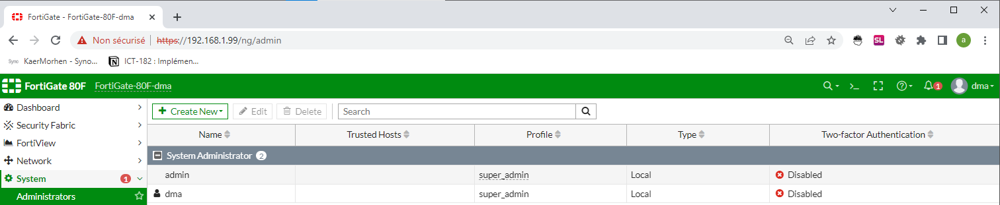 FortiGate - FortiGate-80F-dma
Non sécurisé https://192.168.1.99/ng/admin
SL
a
Syno KaerMorhen - Syno... ICT-182 : Implémen...
FortiGate 80F FortiGate-80F-dma 1 dma
Dashboard
Security Fabric
FortiView
Network
System 1
Administrators
Create New Edit Delete Search
Name Trusted Hosts Profile Type Two-factor Authentication
System Administrator 2
admin super_admin Local Disabled
dma super_admin Local Disabled